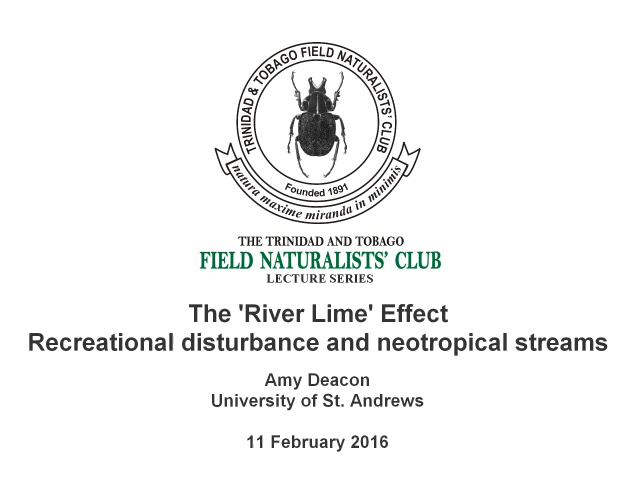 TRINIDAD & TOBAGO FIELD NATURALISTS' CLUB
Founded 1891
natura maxime miranda in minimis
THE TRINIDAD AND TOBAGO
FIELD NATURALISTS' CLUB
LECTURE SERIES
The 'River Lime' Effect
Recreational disturbance and neotropical streams
Amy Deacon
University of St. Andrews
11 February 2016